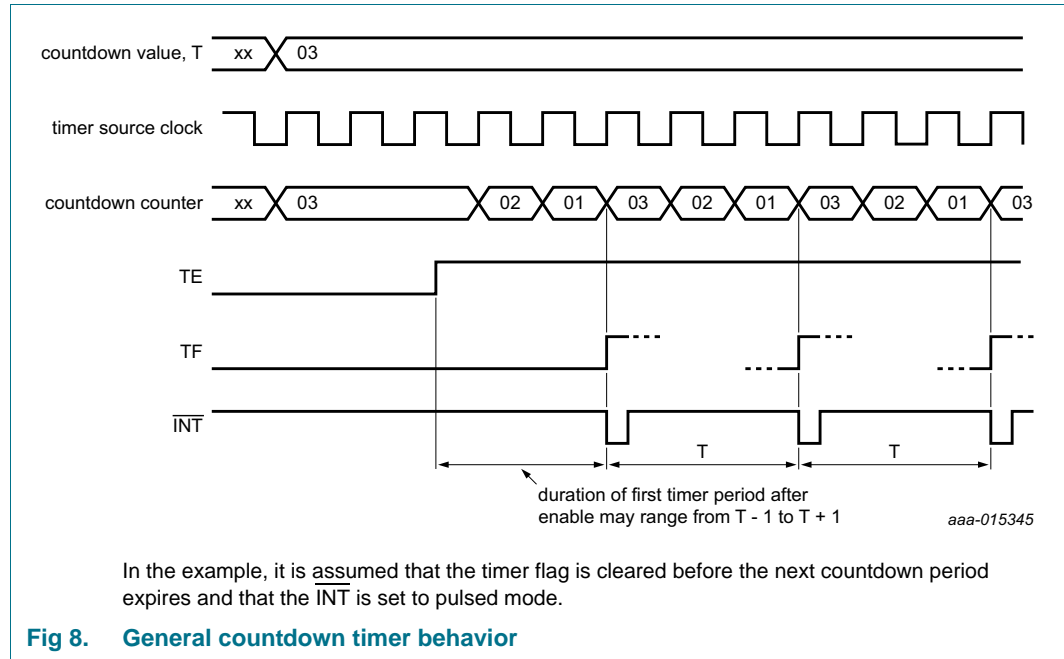 countdown value, T xx 03
timer source clock
countdown counter xx 03 02 01 03 02 01 03 02 01 03
TE
TF
INT
T T
duration of first timer period after
enable may range from T - 1 to T + 1
aaa-015345
In the example, it is assumed that the timer flag is cleared before the next countdown period
expires and that the INT is set to pulsed mode.
Fig 8. General countdown timer behavior